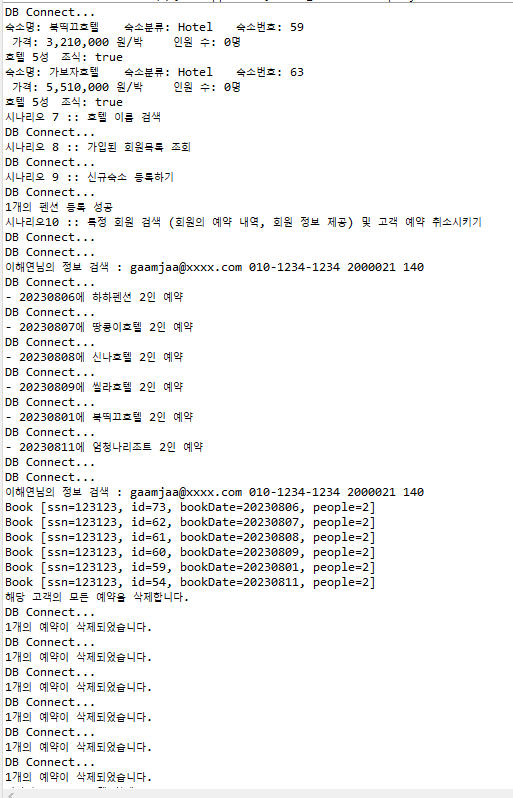 DB Connect...
숙소명: 북띡끄호텔 숙소분류: Hotel 숙소번호: 59
가격: 3,210,000 원/박 인원 수: 0명
호텔 5성 조식: true
숙소명: 가보자호텔 숙소분류: Hotel 숙소번호: 63
가격: 5,510,000 원/박 인원 수: 0명
호텔 5성 조식: true
시나리오 7 :: 호텔 이름 검색
DB Connect...
시나리오 8 :: 가입된 회원목록 조회
DB Connect...
시나리오 9 :: 신규숙소 등록하기
DB Connect...
1개의 펜션 등록 성공
시나리오10 :: 특정 회원 검색 (회원의 예약 내역, 회원 정보 제공) 및 고객 예약 취소시키기
DB Connect...
DB Connect...
이해연님의 정보 검색 : gaamjaa@xxxx.com 010-1234-1234 2000021 140
DB Connect...
- 20230806에 하하펜션 2인 예약
DB Connect...
- 20230807에 땅콩이호텔 2인 예약
DB Connect...
- 20230808에 신나호텔 2인 예약
DB Connect...
- 20230809에 씰라호텔 2인 예약
DB Connect...
- 20230801에 북띡끄호텔 2인 예약
DB Connect...
- 20230811에 엄청나리조트 2인 예약
DB Connect...
DB Connect...
이해연님의 정보 검색 : gaamjaa@xxxx.com 010-1234-1234 2000021 140
Book [ssn=123123, id=73, bookDate=20230806, people=2]
Book [ssn=123123, id=62, bookDate=20230807, people=2]
Book [ssn=123123, id=61, bookDate=20230808, people=2]
Book [ssn=123123, id=60, bookDate=20230809, people=2]
Book [ssn=123123, id=59, bookDate=20230801, people=2]
Book [ssn=123123, id=54, bookDate=20230811, people=2]
해당 고객의 모든 예약을 삭제합니다.
DB Connect...
1개의 예약이 삭제되었습니다.
DB Connect...
1개의 예약이 삭제되었습니다.
DB Connect...
1개의 예약이 삭제되었습니다.
DB Connect...
1개의 예약이 삭제되었습니다.
DB Connect...
1개의 예약이 삭제되었습니다.
DB Connect...
1개의 예약이 삭제되었습니다.